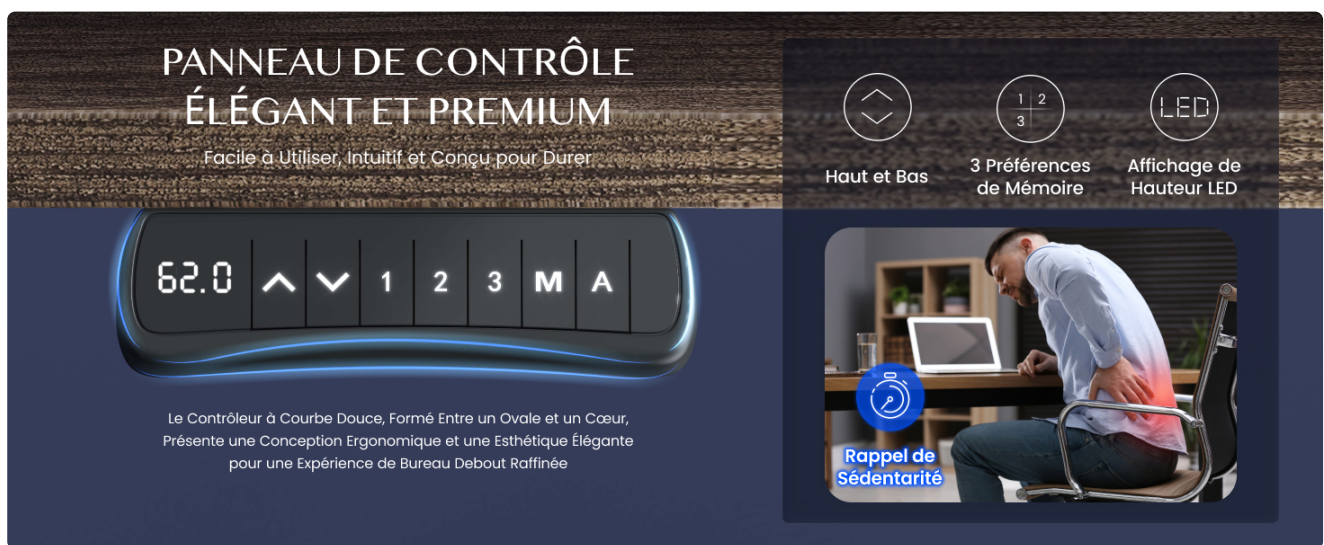 PANNEAU DE CONTRÔLE
ÉLÉGANT ET PREMIUM
Facile à Utiliser, Intuitif et Conçu pour Durer
62.0 1 2 3 M A
Le Contrôleur à Courbe Douce, Formé Entre un Ovale et un Cœur,
Présente une Conception Ergonomique et une Esthétique Élégante
pour une Expérience de Bureau Debout Raffinée
Haut et Bas
1 2
3
3 Préférences
de Mémoire
LED
Affichage de
Hauteur LED
Rappel de
Sédentarité